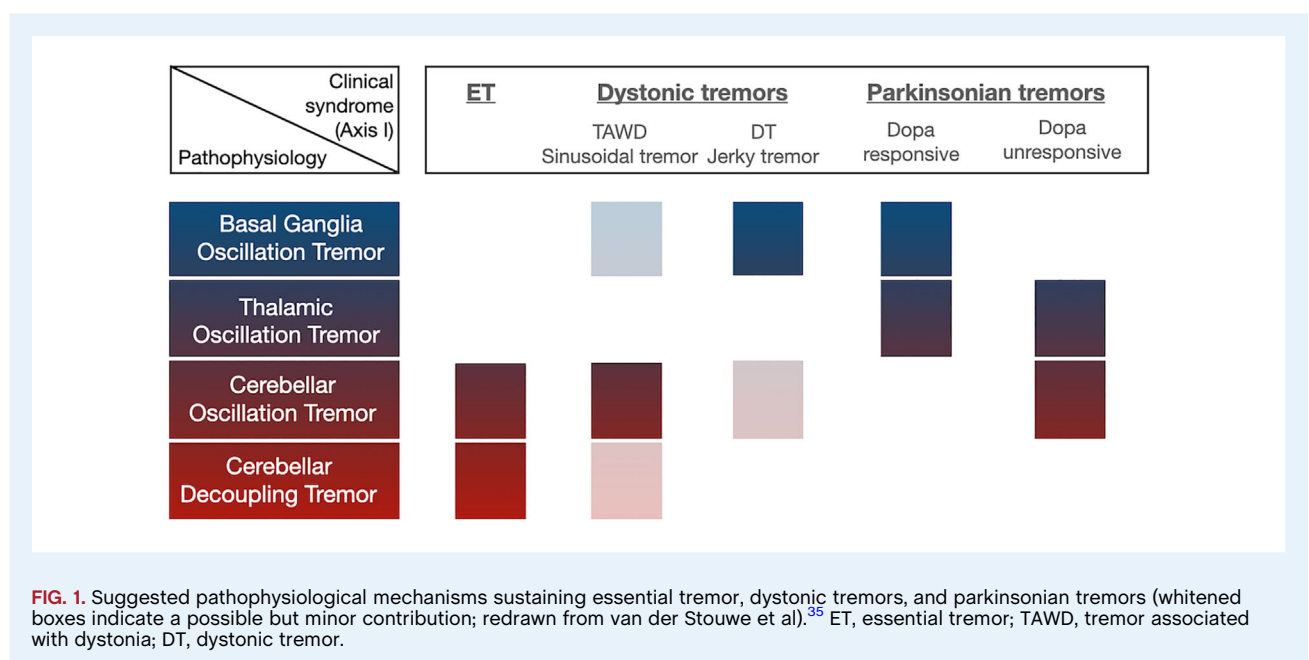 Clinical
syndrome
(Axis I)
Pathophysiology
ET
Dystonic tremors
Parkinsonian tremors
TAWD
Sinusoidal tremor
DT
Jerky tremor
Dopa
responsive
Dopa
unresponsive
Basal Ganglia
Oscillation Tremor
Thalamic
Oscillation Tremor
Cerebellar
Oscillation Tremor
Cerebellar
Decoupling Tremor
FIG. 1. Suggested pathophysiological mechanisms sustaining essential tremor, dystonic tremors, and parkinsonian tremors (whitened
boxes indicate a possible but minor contribution; redrawn from van der Stouwe et al).35 ET, essential tremor; TAWD, tremor associated
with dystonia; DT, dystonic tremor.